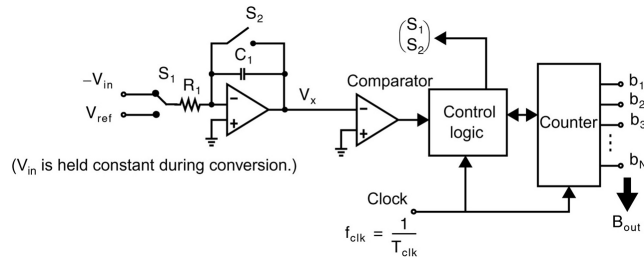 S₂
(S₁
S₂)
C₁
b₁
−Vin
S₁
R₁
Comparator
b₂
Vx
Vref
−
+
−
+
Control
logic
Counter
b₃
⋮
(Vin is held constant during conversion.)
bN
Clock
fclk = 1
Tclk
Bout